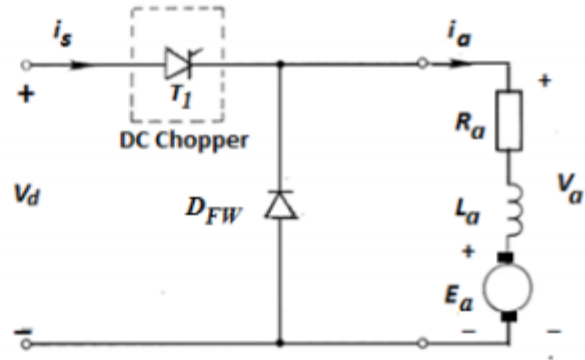 i_s
i_a
+
+
T_1
R_a
DC Chopper
V_d
D_FW
L_a
V_a
+
E_a
−
−
−